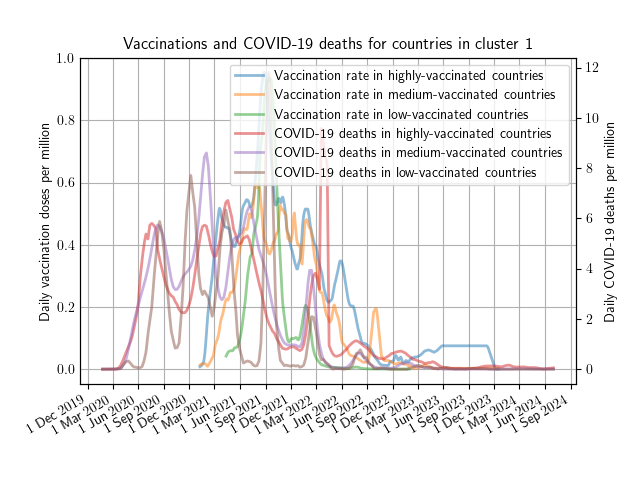 Vaccinations and COVID-19 deaths for countries in cluster 1
Daily vaccination doses per million
1.0
0.8
0.6
0.4
0.2
0.0
Vaccination rate in highly-vaccinated countries
Vaccination rate in medium-vaccinated countries
Vaccination rate in low-vaccinated countries
COVID-19 deaths in highly-vaccinated countries
COVID-19 deaths in medium-vaccinated countries
COVID-19 deaths in low-vaccinated countries
12
10
8
6
4
2
0
Daily COVID-19 deaths per million
1 Dec 2019
1 Mar 2020
1 Jun 2020
1 Sep 2020
1 Dec 2020
1 Mar 2021
1 Jun 2021
1 Sep 2021
1 Dec 2021
1 Mar 2022
1 Jun 2022
1 Sep 2022
1 Dec 2022
1 Mar 2023
1 Jun 2023
1 Sep 2023
1 Dec 2023
1 Mar 2024
1 Jun 2024
1 Sep 2024